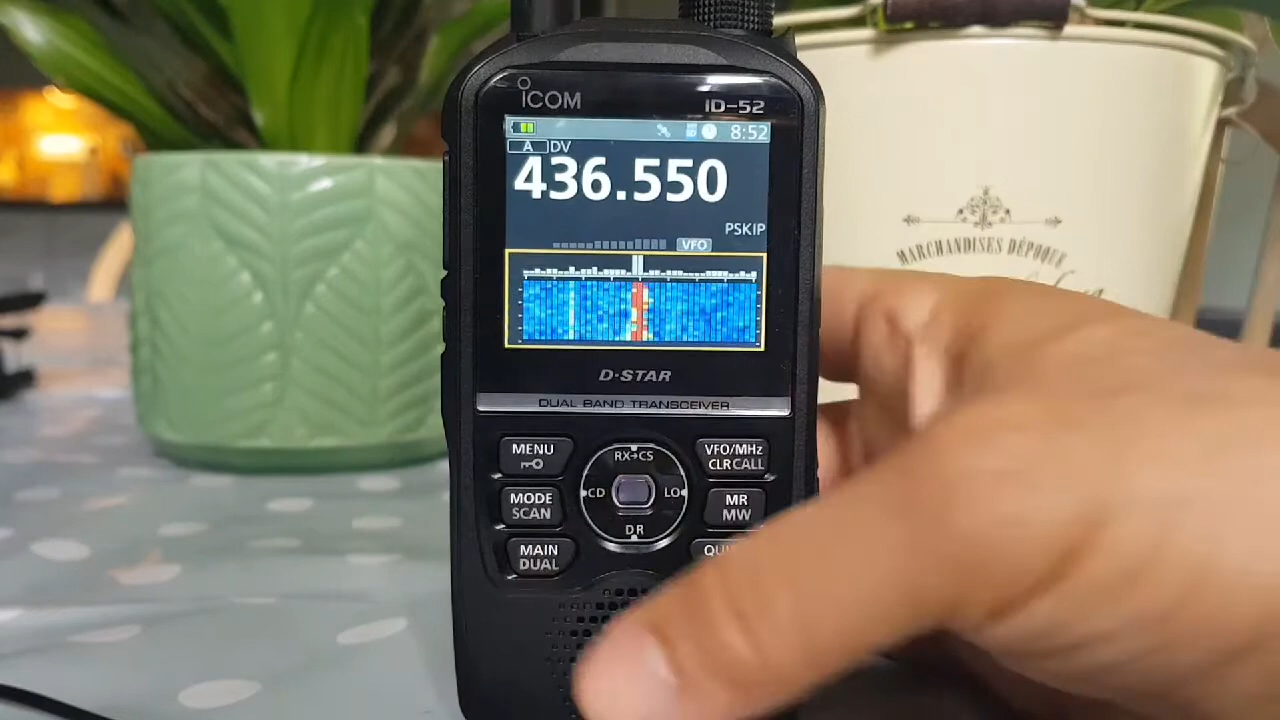 ICOM
ID-52
8:52
A DV
436.550
PSKIP
VFO
D-STAR
DUAL BAND TRANSCEIVER
MENU
RX→CS
VFO/MHz
CLR CALL
MODE
SCAN
CD
LO
MR
MW
DR
MAIN
DUAL
MARCHANDISES DÉPOQUE